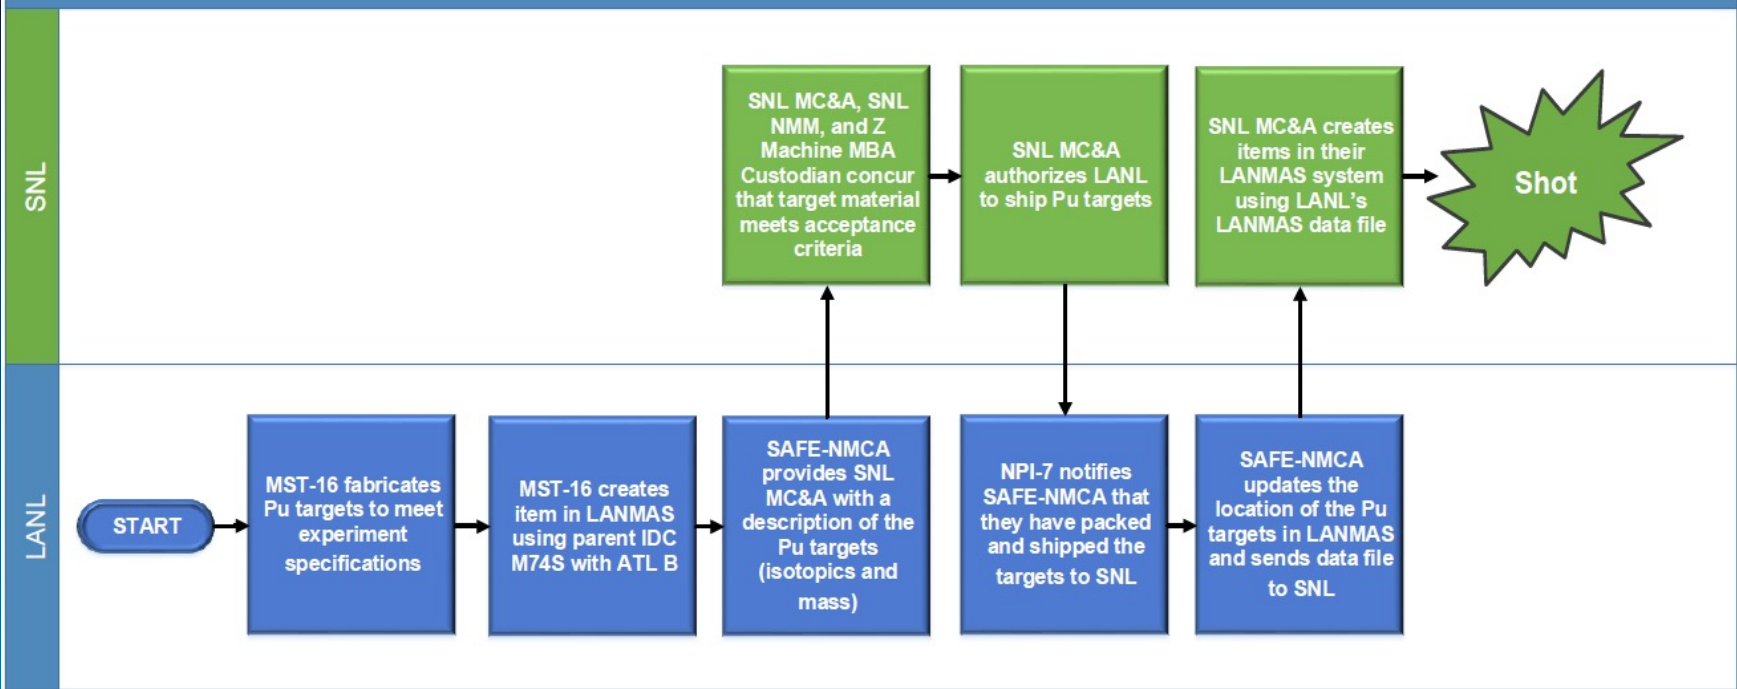 SNL
SNL MC&A, SNL
NMM, and Z
Machine MBA
Custodian concur
that target material
meets acceptance
criteria
SNL MC&A
authorizes LANL
to ship Pu targets
SNL MC&A creates
items in their
LANMAS system
using LANL's
LANMAS data file
Shot
LANL
START
MST-16 fabricates
Pu targets to meet
experiment
specifications
MST-16 creates
item in LANMAS
using parent IDC
M74S with ATL B
SAFE-NMCA
provides SNL
MC&A with a
description of the
Pu targets
(isotopics and
mass)
NPI-7 notifies
SAFE-NMCA that
they have packed
and shipped the
targets to SNL
SAFE-NMCA
updates the
location of the Pu
targets in LANMAS
and sends data file
to SNL